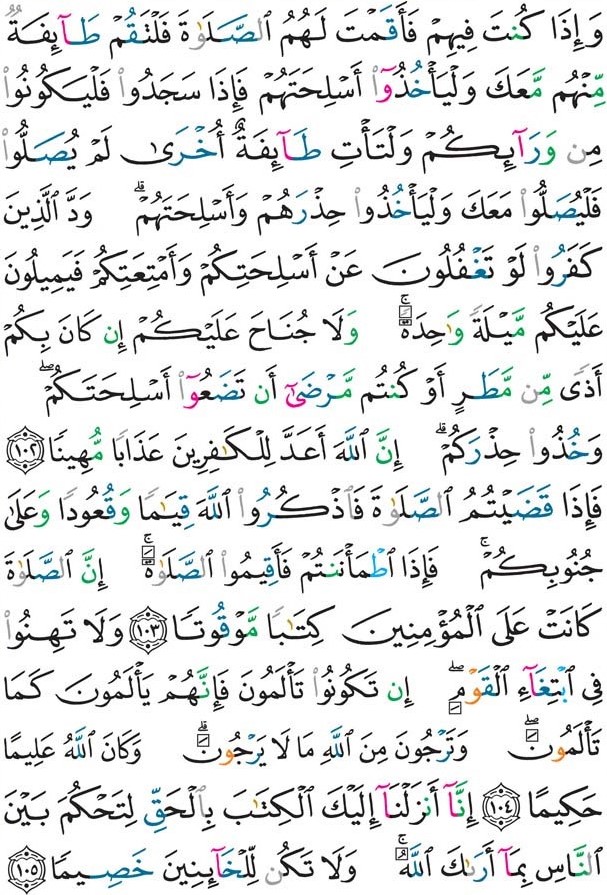 وَإِذَا كُنتَ فِيهِمْ فَأَقَمْتَ لَهُمُ ٱلصَّلَوٰةَ فَلْتَقُمْ طَآئِفَةٌ
مِّنْهُم مَّعَكَ وَلْيَأْخُذُوٓا۟ أَسْلِحَتَهُمْ فَإِذَا سَجَدُوا۟ فَلْيَكُونُوا۟
مِن وَرَآئِكُمْ وَلْتَأْتِ طَآئِفَةٌ أُخْرَىٰ لَمْ يُصَلُّوا۟
فَلْيُصَلُّوا۟ مَعَكَ وَلْيَأْخُذُوا۟ حِذْرَهُمْ وَأَسْلِحَتَهُمْ ۗ وَدَّ ٱلَّذِينَ
كَفَرُوا۟ لَوْ تَغْفُلُونَ عَنْ أَسْلِحَتِكُمْ وَأَمْتِعَتِكُمْ فَيَمِيلُونَ
عَلَيْكُم مَّيْلَةً وَٰحِدَةً ۚ وَلَا جُنَاحَ عَلَيْكُمْ إِن كَانَ بِكُمْ
أَذًى مِّن مَّطَرٍ أَوْ كُنتُم مَّرْضَىٰٓ أَن تَضَعُوٓا۟ أَسْلِحَتَكُمْ ۖ
وَخُذُوا۟ حِذْرَكُمْ ۗ إِنَّ ٱللَّهَ أَعَدَّ لِلْكَٰفِرِينَ عَذَابًا مُّهِينًا ١٠٢
فَإِذَا قَضَيْتُمُ ٱلصَّلَوٰةَ فَٱذْكُرُوا۟ ٱللَّهَ قِيَٰمًا وَقُعُودًا وَعَلَىٰ
جُنُوبِكُمْ ۚ فَإِذَا ٱطْمَأْنَنتُمْ فَأَقِيمُوا۟ ٱلصَّلَوٰةَ ۚ إِنَّ ٱلصَّلَوٰةَ
كَانَتْ عَلَى ٱلْمُؤْمِنِينَ كِتَٰبًا مَّوْقُوتًا ١٠٣ وَلَا تَهِنُوا۟
فِى ٱبْتِغَآءِ ٱلْقَوْمِ ۖ إِن تَكُونُوا۟ تَأْلَمُونَ فَإِنَّهُمْ يَأْلَمُونَ كَمَا
تَأْلَمُونَ ۖ وَتَرْجُونَ مِنَ ٱللَّهِ مَا لَا يَرْجُونَ ۗ وَكَانَ ٱللَّهُ عَلِيمًا
حَكِيمًا ١٠٤ إِنَّآ أَنزَلْنَآ إِلَيْكَ ٱلْكِتَٰبَ بِٱلْحَقِّ لِتَحْكُمَ بَيْنَ
ٱلنَّاسِ بِمَآ أَرَىٰكَ ٱللَّهُ ۚ وَلَا تَكُن لِّلْخَآئِنِينَ خَصِيمًا ١٠٥